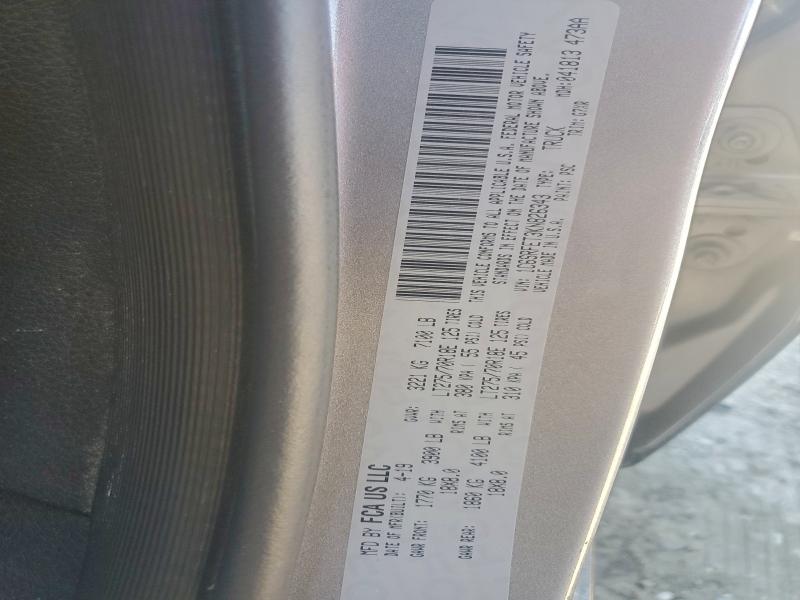 MFD BY FCA US LLC
DATE OF MFR(BUILT): 4-19 GVWR: 3221 KG 7100 LB
GAWR FRONT: 1770 KG 3900 LB WITH LT275/70R18E 125 TIRES
18X8.0 RIMS AT 380 KPA ( 55 PSI) COLD
GAWR REAR: 1860 KG 4100 LB WITH LT275/70R18E 125 TIRES
18X8.0 RIMS AT 310 KPA ( 45 PSI) COLD
THIS VEHICLE CONFORMS TO ALL APPLICABLE U.S.A. FEDERAL MOTOR VEHICLE SAFETY
STANDARDS IN EFFECT ON THE DATE OF MANUFACTURE SHOWN ABOVE.
VIN: TYPE: TRUCK MDH:041813 473AA
VEHICLE MADE IN U.S.A. PAINT: PSC TRIM: